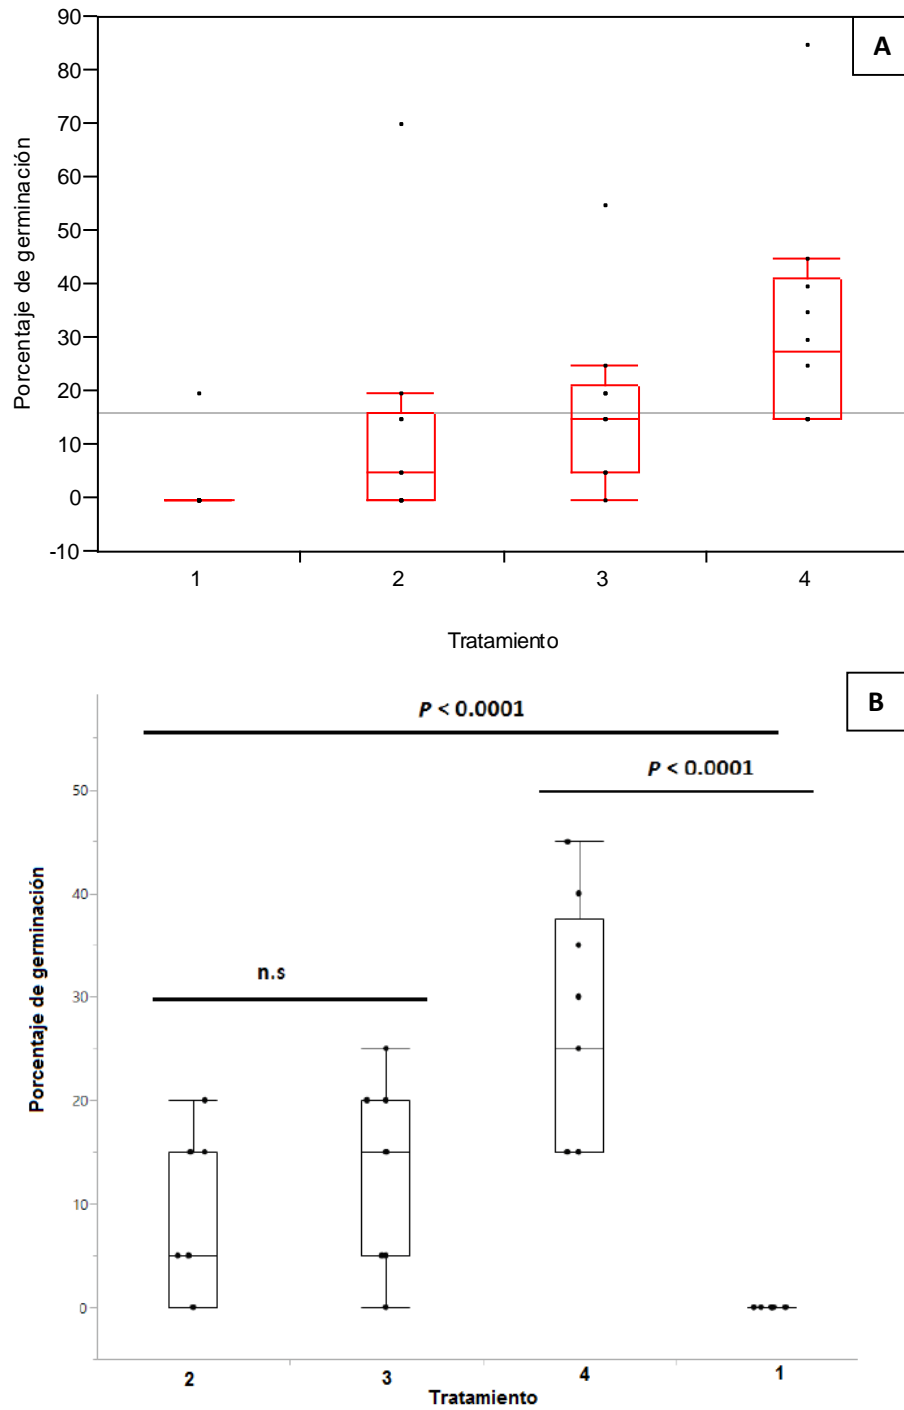 A
90
80
70
60
50
40
30
20
10
0
-10
Porcentaje de germinación
1 2 3 4
Tratamiento
B
P < 0.0001
P < 0.0001
n.s
50
40
30
20
10
0
Porcentaje de germinación
2 3 4 1
Tratamiento